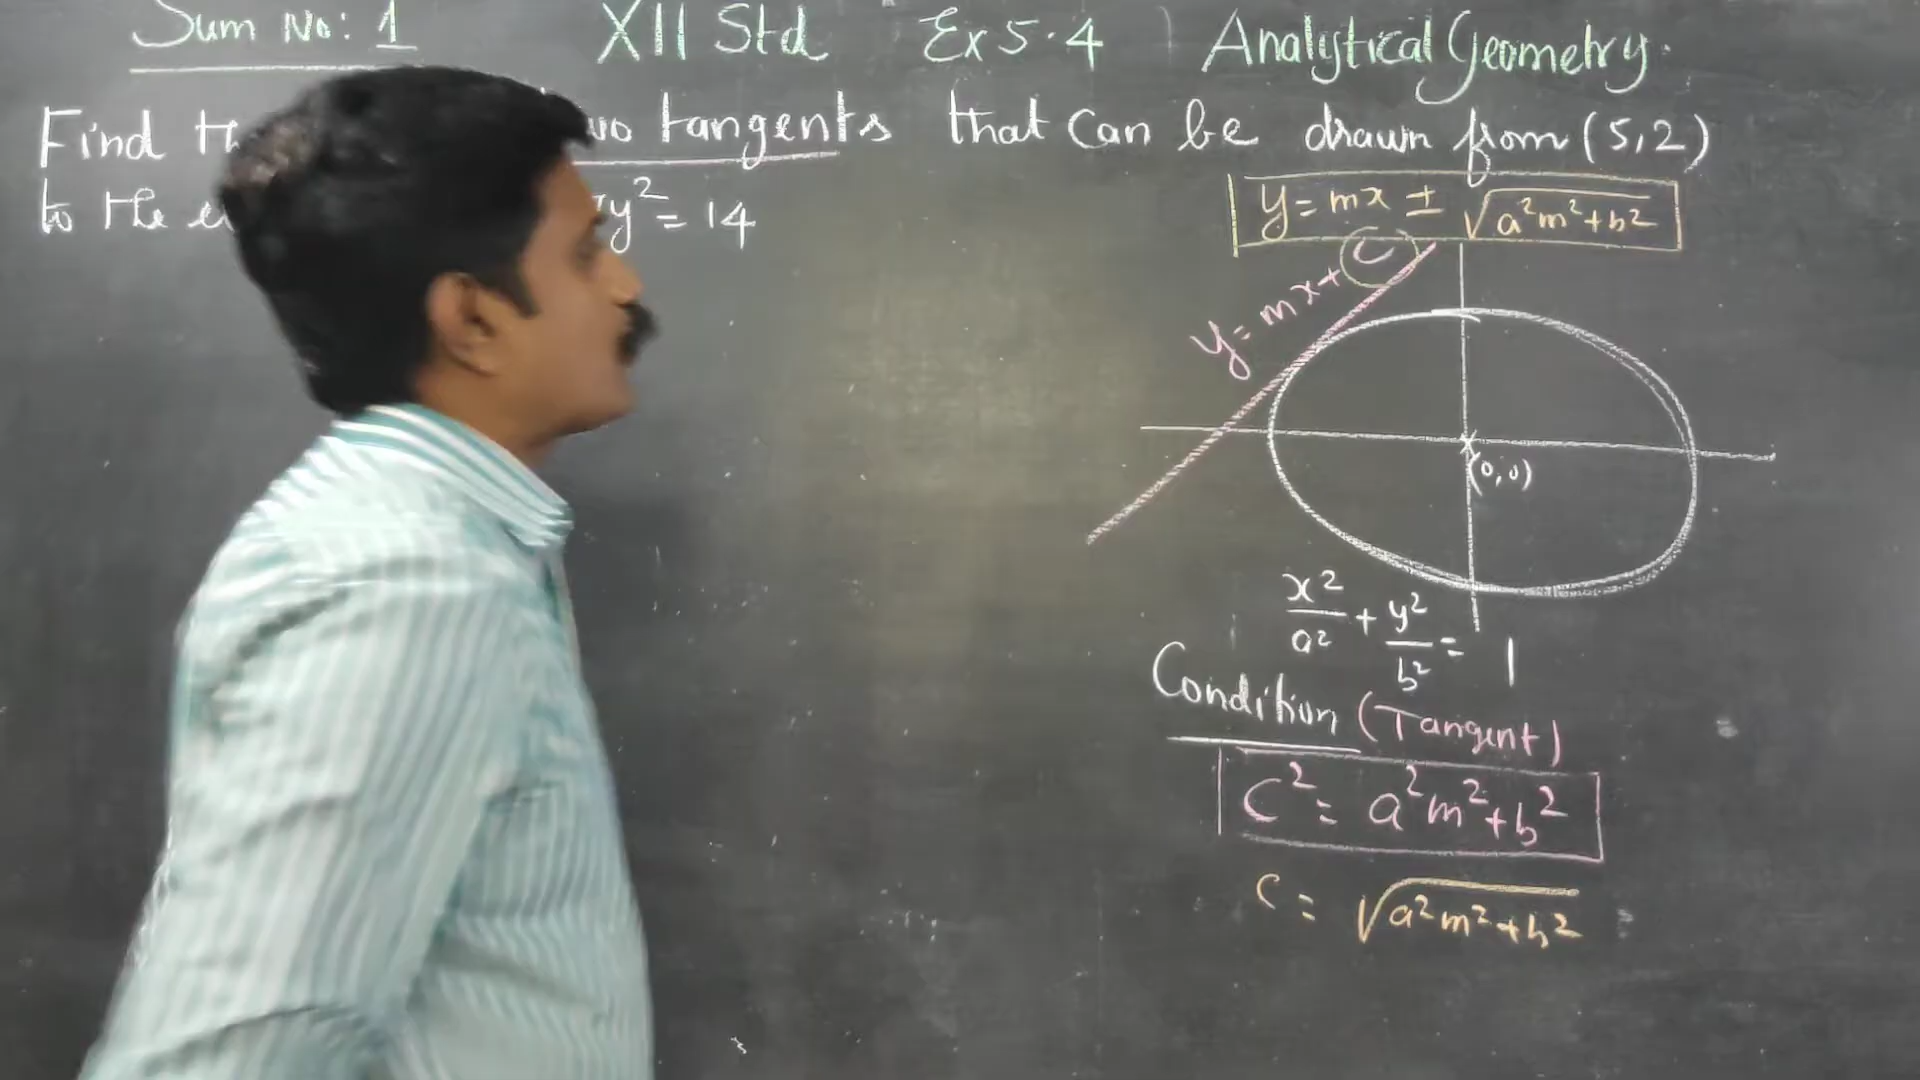 Sum No: 1 XII Std Ex 5.4 Analytical Geometry.
Find tangents that can be drawn from (5,2)
to the y² = 14
y = mx ± √a²m²+b²
y = mx + c
(0,0)
x²/a² + y²/b² = 1
Condition (Tangent)
C² = a²m²+b²
c = √a²m²+b²